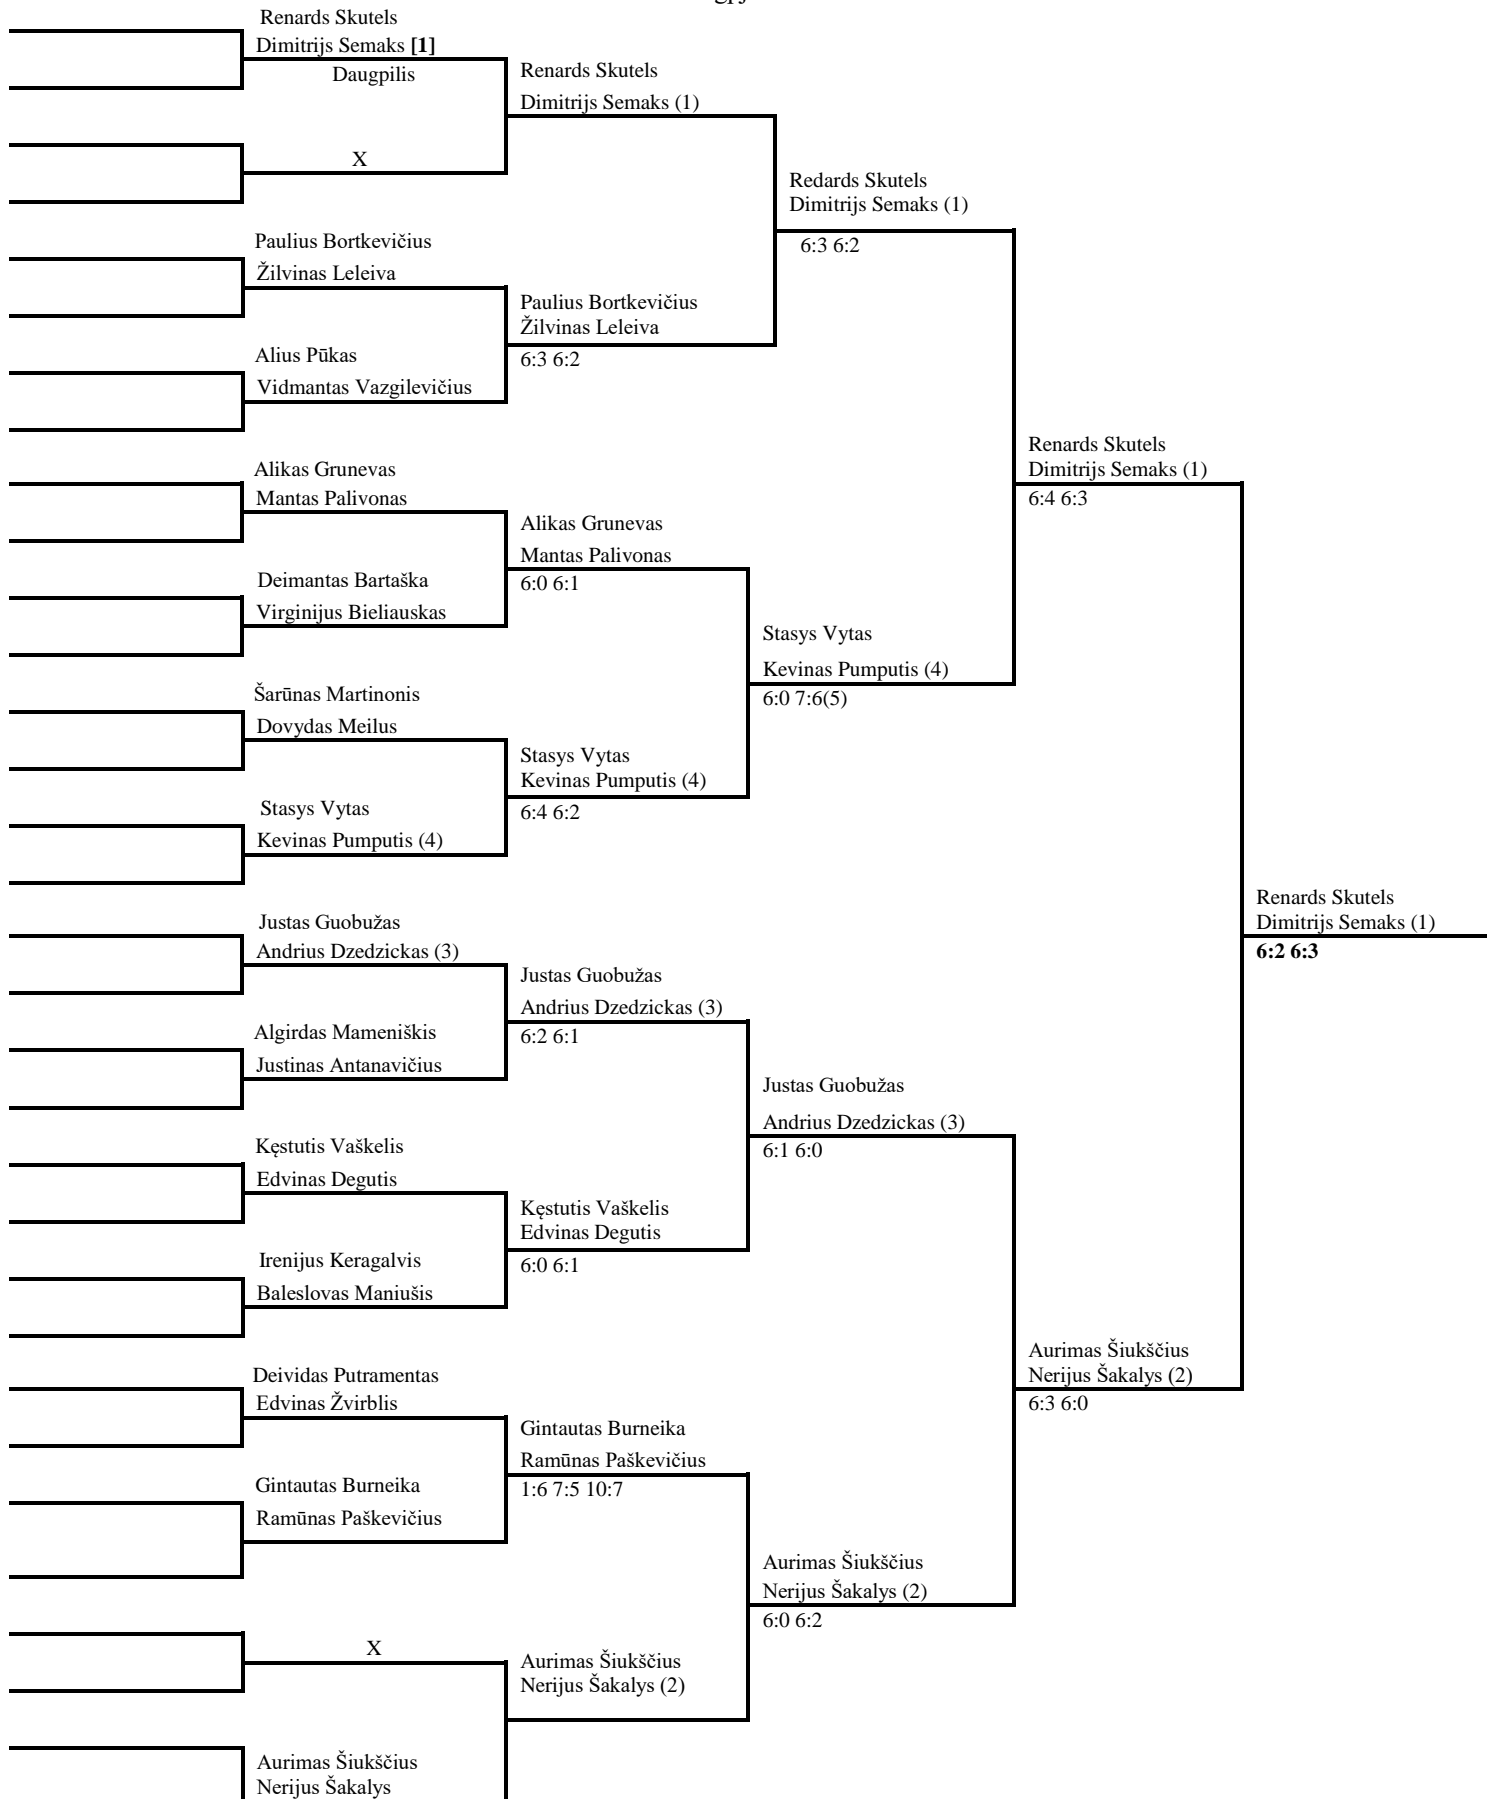 Renards Skutels
Dimitrijs Semaks [1]
Daugpilis
X
Paulius Bortkevičius
Žilvinas Leleiva
Alius Pūkas
Vidmantas Vazgilevičius
Alikas Grunevas
Mantas Palivonas
Deimantas Bartaška
Virginijus Bieliauskas
Šarūnas Martinonis
Dovydas Meilus
Stasys Vytas
Kevinas Pumputis (4)
Justas Guobužas
Andrius Dzedzickas (3)
Algirdas Mameniškis
Justinas Antanavičius
Kęstutis Vaškelis
Edvinas Degutis
Irenijus Keragalvis
Baleslovas Maniušis
Deividas Putramentas
Edvinas Žvirblis
Gintautas Burneika
Ramūnas Paškevičius
X
Aurimas Šiukščius
Nerijus Šakalys
Renards Skutels
Dimitrijs Semaks (1)
Paulius Bortkevičius
Žilvinas Leleiva
6:3 6:2
Alikas Grunevas
Mantas Palivonas
6:0 6:1
Stasys Vytas
Kevinas Pumputis (4)
6:4 6:2
Justas Guobužas
Andrius Dzedzickas (3)
6:2 6:1
Kęstutis Vaškelis
Edvinas Degutis
6:0 6:1
Gintautas Burneika
Ramūnas Paškevičius
1:6 7:5 10:7
Aurimas Šiukščius
Nerijus Šakalys (2)
Redards Skutels
Dimitrijs Semaks (1)
6:3 6:2
Stasys Vytas
Kevinas Pumputis (4)
6:0 7:6(5)
Justas Guobužas
Andrius Dzedzickas (3)
6:1 6:0
Aurimas Šiukščius
Nerijus Šakalys (2)
6:0 6:2
Renards Skutels
Dimitrijs Semaks (1)
6:4 6:3
Aurimas Šiukščius
Nerijus Šakalys (2)
6:3 6:0
Renards Skutels
Dimitrijs Semaks (1)
6:2 6:3